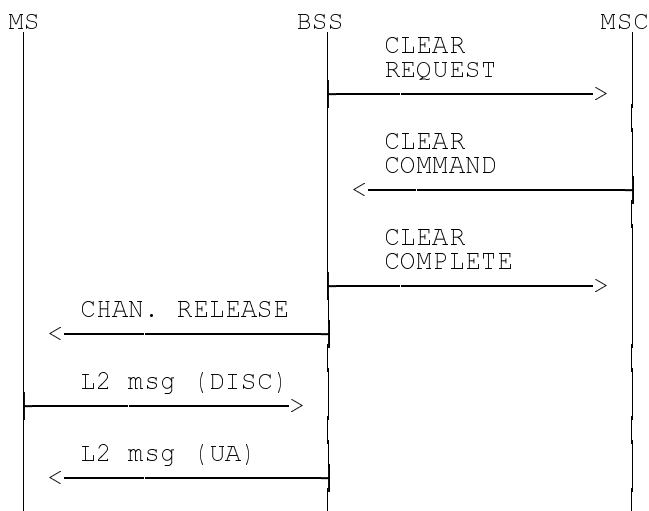 MS BSS MSC
CLEAR
REQUEST
CLEAR
COMMAND
CLEAR
COMPLETE
CHAN. RELEASE
L2 msg (DISC)
L2 msg (UA)